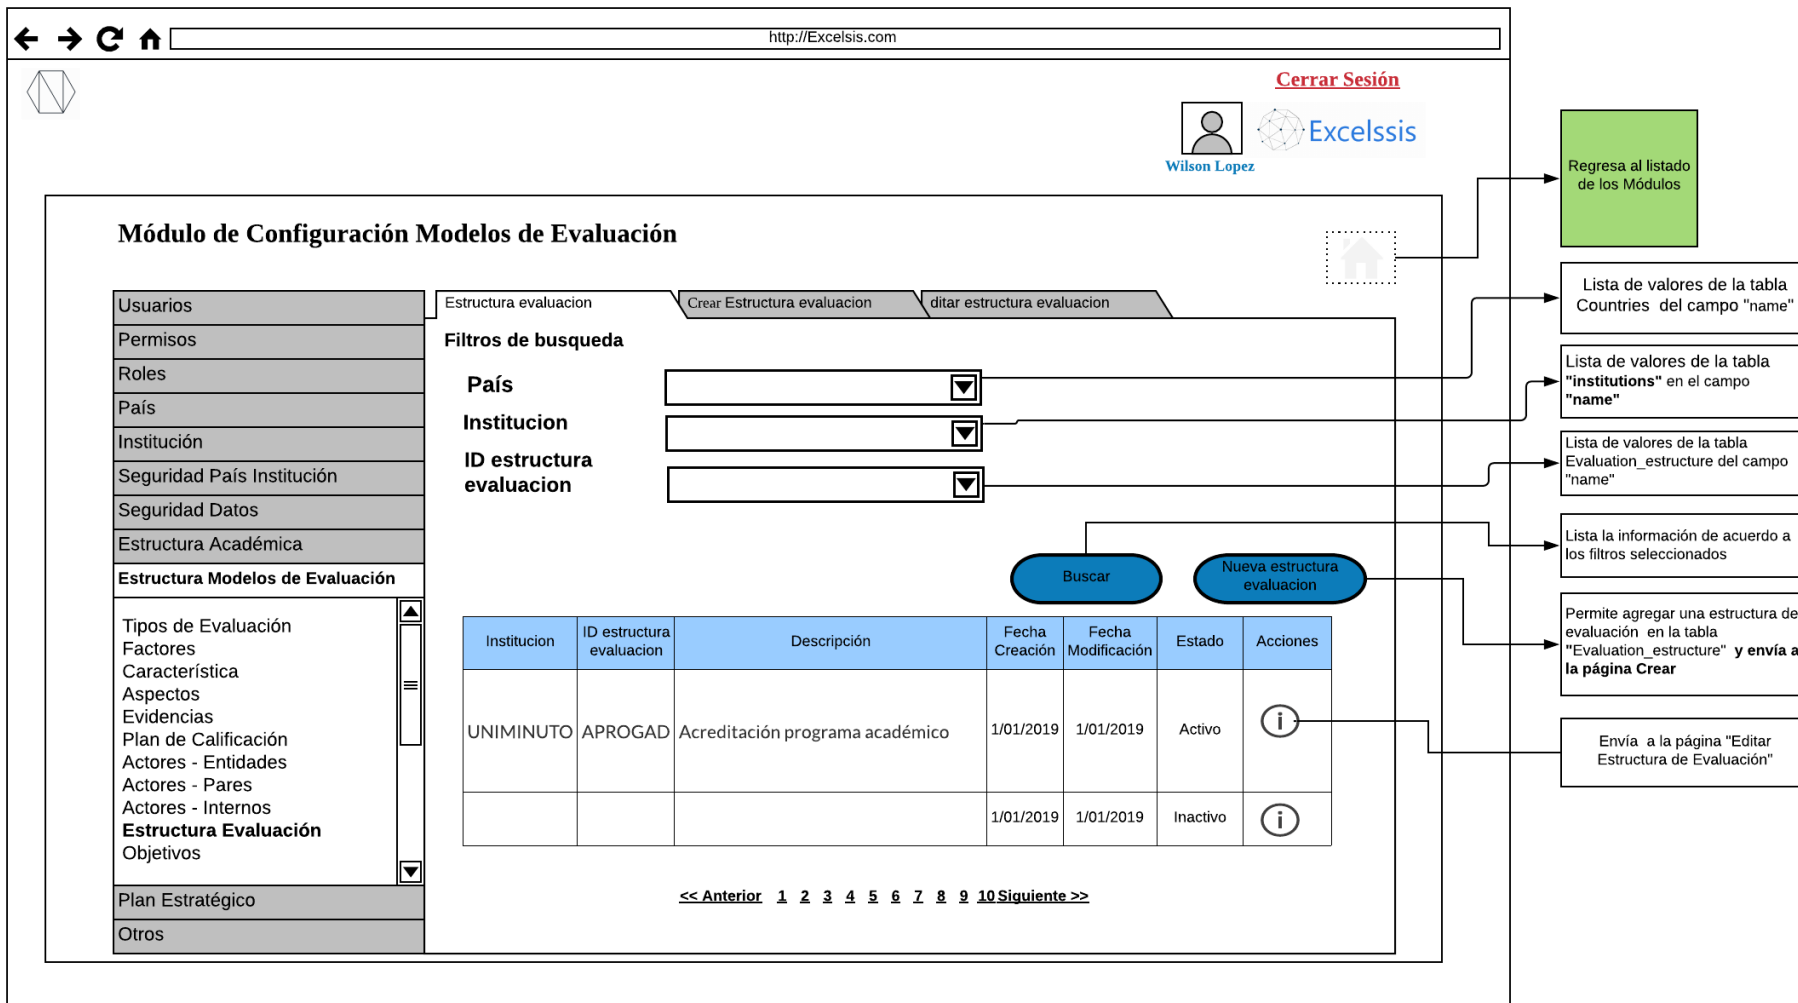 http://Excelsis.com
Cerrar Sesión
Excelssis
Wilson Lopez
Módulo de Configuración Modelos de Evaluación
Usuarios
Permisos
Roles
País
Institución
Seguridad País Institución
Seguridad Datos
Estructura Académica
Estructura Modelos de Evaluación
Tipos de Evaluación
Factores
Característica
Aspectos
Evidencias
Plan de Calificación
Actores - Entidades
Actores - Pares
Actores - Internos
Estructura Evaluación
Objetivos
Plan Estratégico
Otros
Estructura evaluacion
Crear Estructura evaluacion
ditar estructura evaluacion
Filtros de busqueda
País
Institucion
ID estructura
evaluacion
Buscar
Nueva estructura
evaluacion
Institucion
ID estructura
evaluacion
Descripción
Fecha
Creación
Fecha
Modificación
Estado
Acciones
UNIMINUTO
APROGAD
Acreditación programa académico
1/01/2019
1/01/2019
Activo
1/01/2019
1/01/2019
Inactivo
<< Anterior 1 2 3 4 5 6 7 8 9 10 Siguiente >>
Regresa al listado
de los Módulos
Lista de valores de la tabla
Countries del campo "name"
Lista de valores de la tabla
"institutions" en el campo
"name"
Lista de valores de la tabla
Evaluation_estructure del campo
"name"
Lista la información de acuerdo a
los filtros seleccionados
Permite agregar una estructura de
evaluación en la tabla
"Evaluation_estructure" y envía a
la página Crear
Envía a la página "Editar
Estructura de Evaluación"